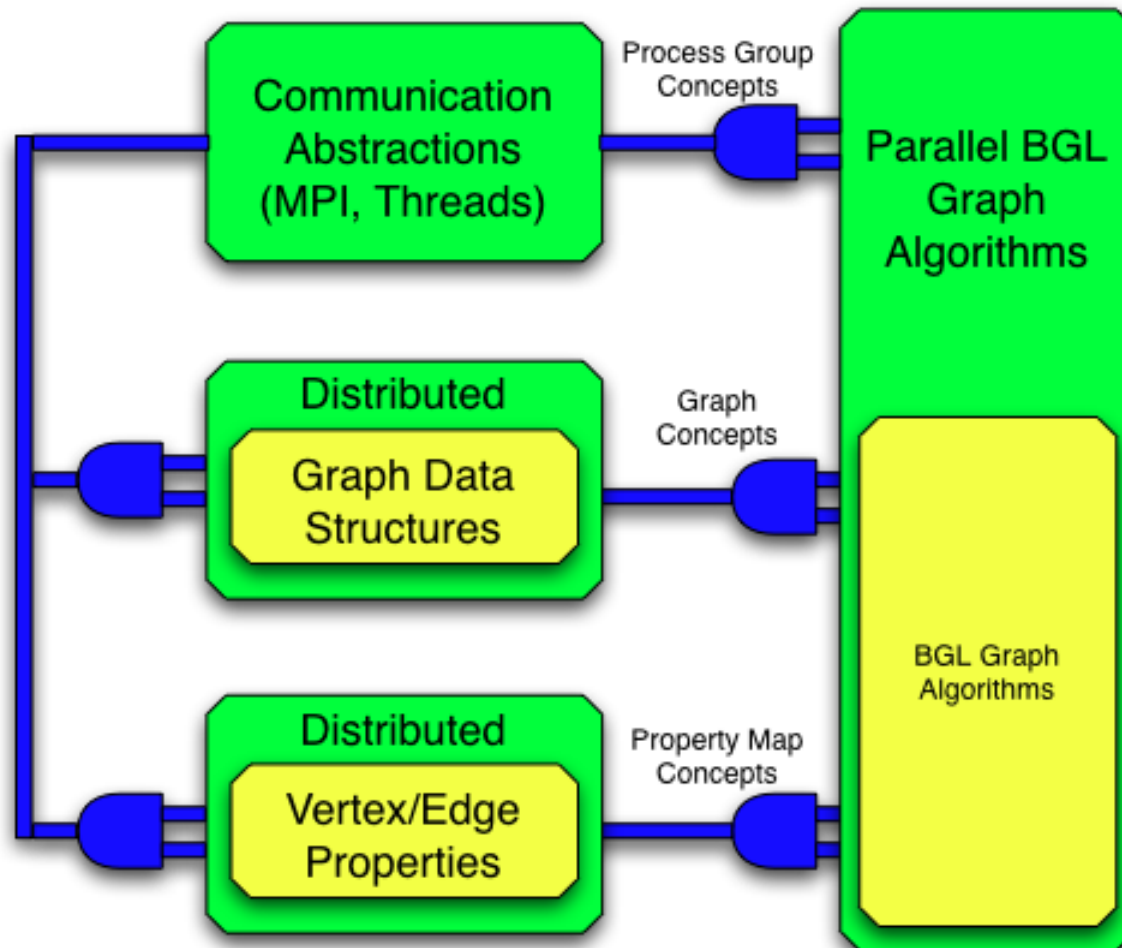 Communication
Abstractions
(MPI, Threads)
Process Group
Concepts
Parallel BGL
Graph
Algorithms
Distributed
Graph Data
Structures
Graph
Concepts
BGL Graph
Algorithms
Distributed
Vertex/Edge
Properties
Property Map
Concepts